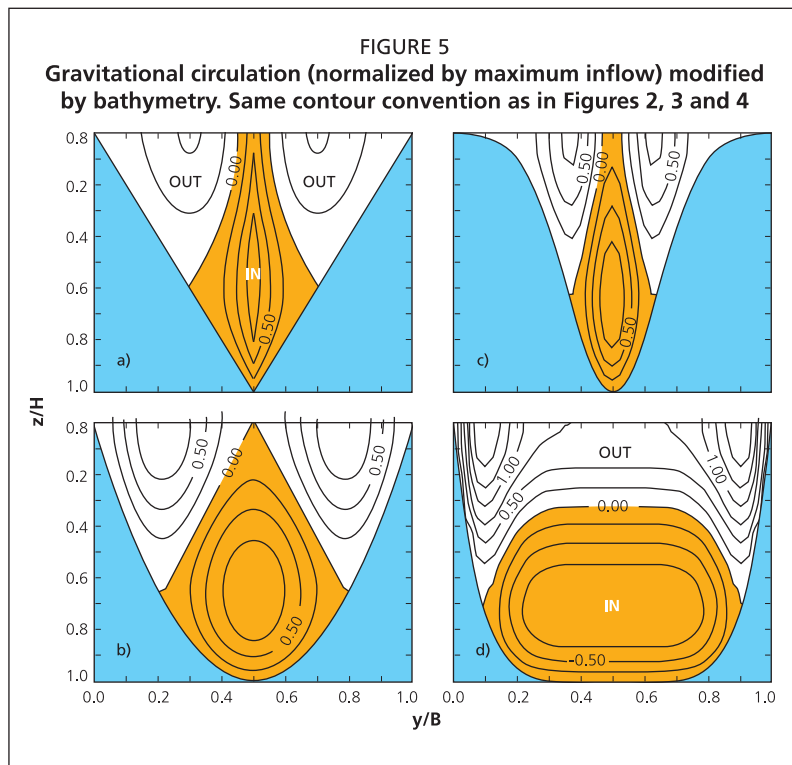 FIGURE 5
Gravitational circulation (normalized by maximum inflow) modified
by bathymetry. Same contour convention as in Figures 2, 3 and 4
0.8
0.2
0.4
0.6
0.8
1.0
OUT
0.00
OUT
IN
0.50
a)
0.50
0.00
0.50
0.50
c)
z/H
0.8
0.2
0.4
0.6
0.8
1.0
0.50
0.00
0.50
b)
0.0
0.2
0.4
0.6
0.8
1.0
1.00
0.50
OUT
0.00
1.00
0.50
IN
-0.50
d)
0.0
0.2
0.4
0.6
0.8
1.0
y/B